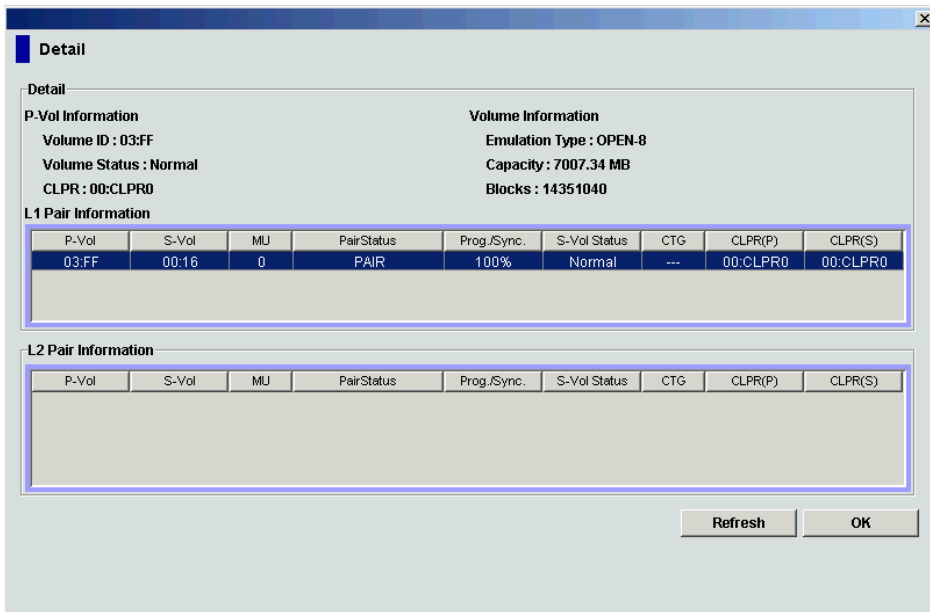 Detail
Detail
P-Vol Information
Volume ID : 03:FF
Volume Status : Normal
CLPR : 00:CLPR0
Volume Information
Emulation Type : OPEN-8
Capacity : 7007.34 MB
Blocks : 14351040
L1 Pair Information
P-Vol S-Vol MU PairStatus Prog./Sync. S-Vol Status CTG CLPR(P) CLPR(S)
03:FF 00:16 0 PAIR 100% Normal --- 00:CLPR0 00:CLPR0
L2 Pair Information
P-Vol S-Vol MU PairStatus Prog./Sync. S-Vol Status CTG CLPR(P) CLPR(S)
Refresh OK